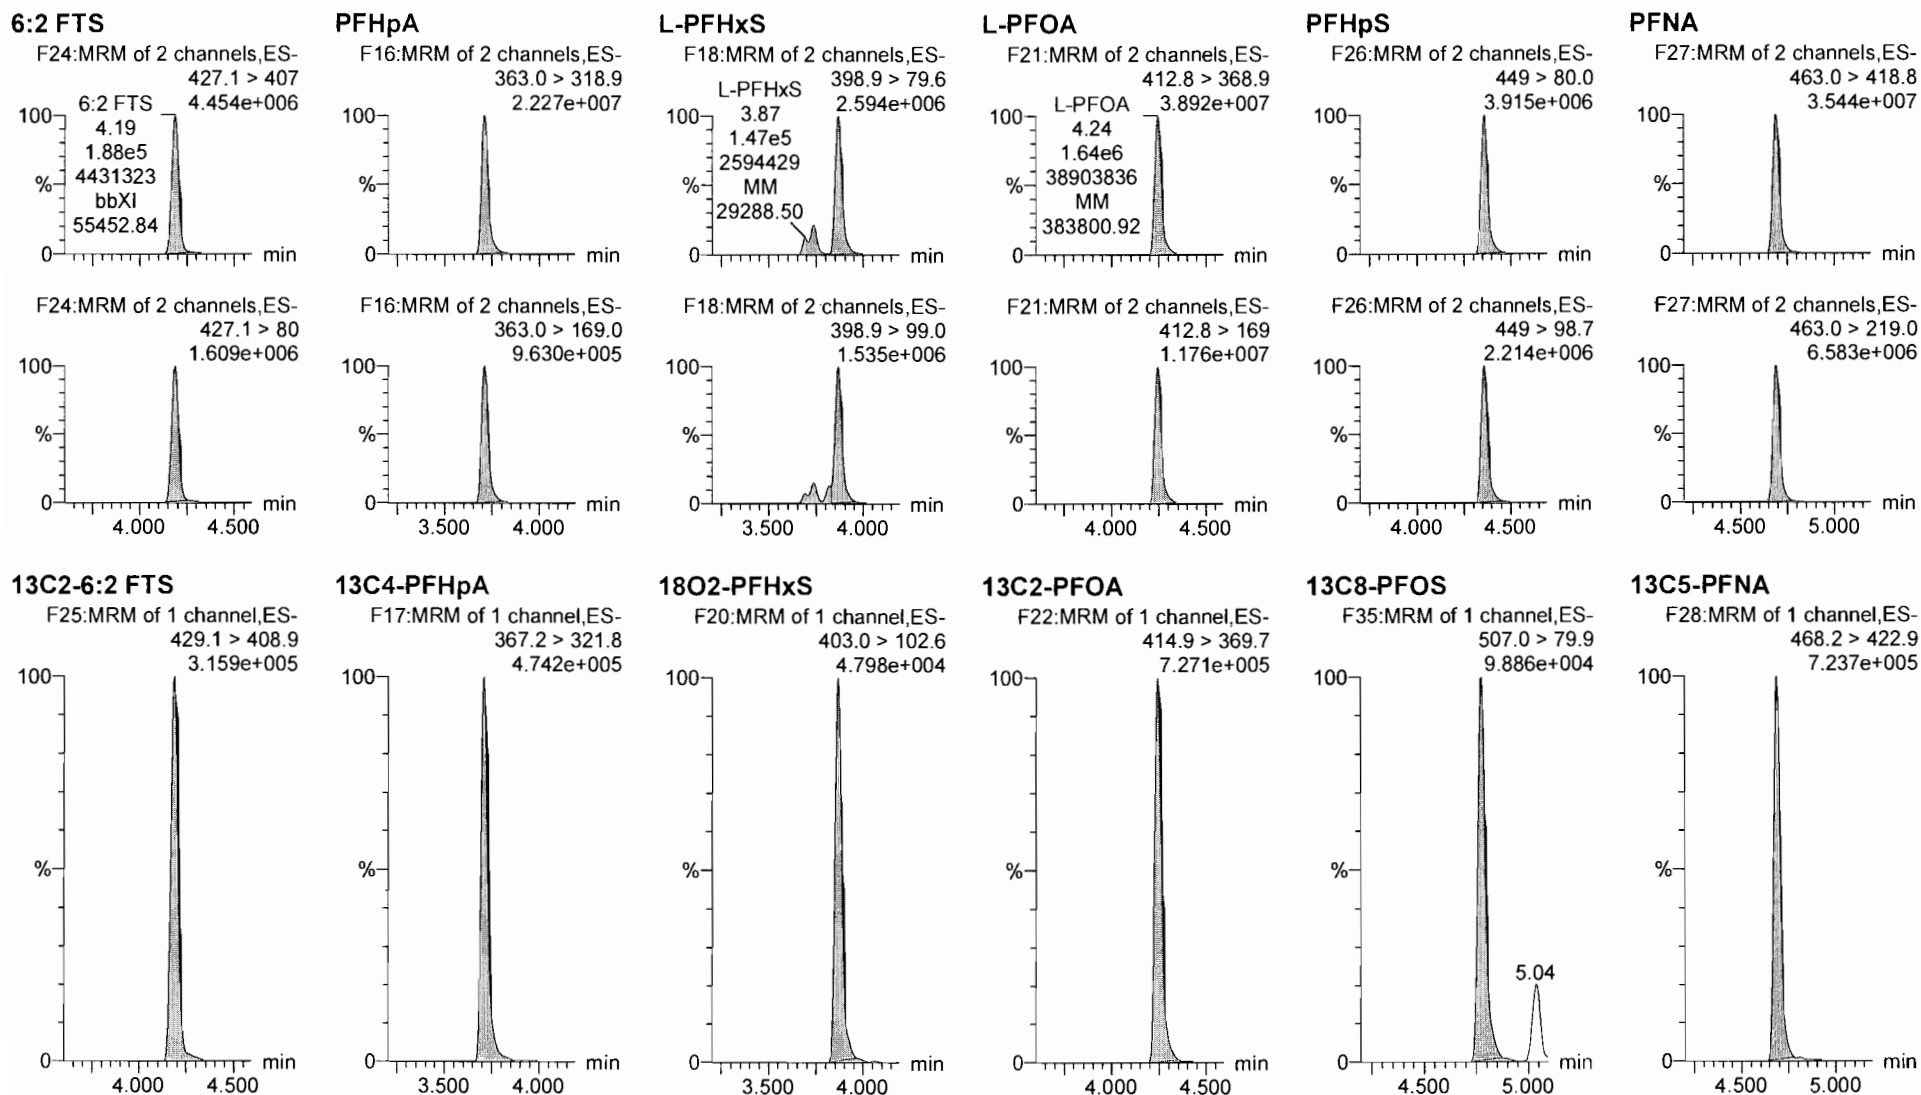 6:2 FTS
F24:MRM of 2 channels,ES-
427.1 > 407
4.454e+006
100
6:2 FTS
4.19
1.88e5
4431323
bbXI
55452.84
%
0
min
PFHpA
F16:MRM of 2 channels,ES-
363.0 > 318.9
2.227e+007
100
%
0
min
L-PFHxS
F18:MRM of 2 channels,ES-
398.9 > 79.6
2.594e+006
100
L-PFHxS
3.87
1.47e5
2594429
MM
29288.50
%
0
min
L-PFOA
F21:MRM of 2 channels,ES-
412.8 > 368.9
3.892e+007
100
L-PFOA
4.24
1.64e6
38903836
MM
383800.92
%
0
min
PFHpS
F26:MRM of 2 channels,ES-
449 > 80.0
3.915e+006
100
%
0
min
PFNA
F27:MRM of 2 channels,ES-
463.0 > 418.8
3.544e+007
100
%
0
min
F24:MRM of 2 channels,ES-
427.1 > 80
1.609e+006
100
%
0
min
4.000 4.500
F16:MRM of 2 channels,ES-
363.0 > 169.0
9.630e+005
100
%
0
min
3.500 4.000
F18:MRM of 2 channels,ES-
398.9 > 99.0
1.535e+006
100
%
0
min
3.500 4.000
F21:MRM of 2 channels,ES-
412.8 > 169
1.176e+007
100
%
0
min
4.000 4.500
F26:MRM of 2 channels,ES-
449 > 98.7
2.214e+006
100
%
0
min
4.000 4.500
F27:MRM of 2 channels,ES-
463.0 > 219.0
6.583e+006
100
%
0
min
4.500 5.000
13C2-6:2 FTS
F25:MRM of 1 channel,ES-
429.1 > 408.9
3.159e+005
100
%
0
min
4.000 4.500
13C4-PFHpA
F17:MRM of 1 channel,ES-
367.2 > 321.8
4.742e+005
100
%
0
min
3.500 4.000
18O2-PFHxS
F20:MRM of 1 channel,ES-
403.0 > 102.6
4.798e+004
100
%
0
min
3.500 4.000
13C2-PFOA
F22:MRM of 1 channel,ES-
414.9 > 369.7
7.271e+005
100
%
0
min
4.000 4.500
13C8-PFOS
F35:MRM of 1 channel,ES-
507.0 > 79.9
9.886e+004
100
%
5.04
0
min
4.500 5.000
13C5-PFNA
F28:MRM of 1 channel,ES-
468.2 > 422.9
7.237e+005
100
%
0
min
4.500 5.000